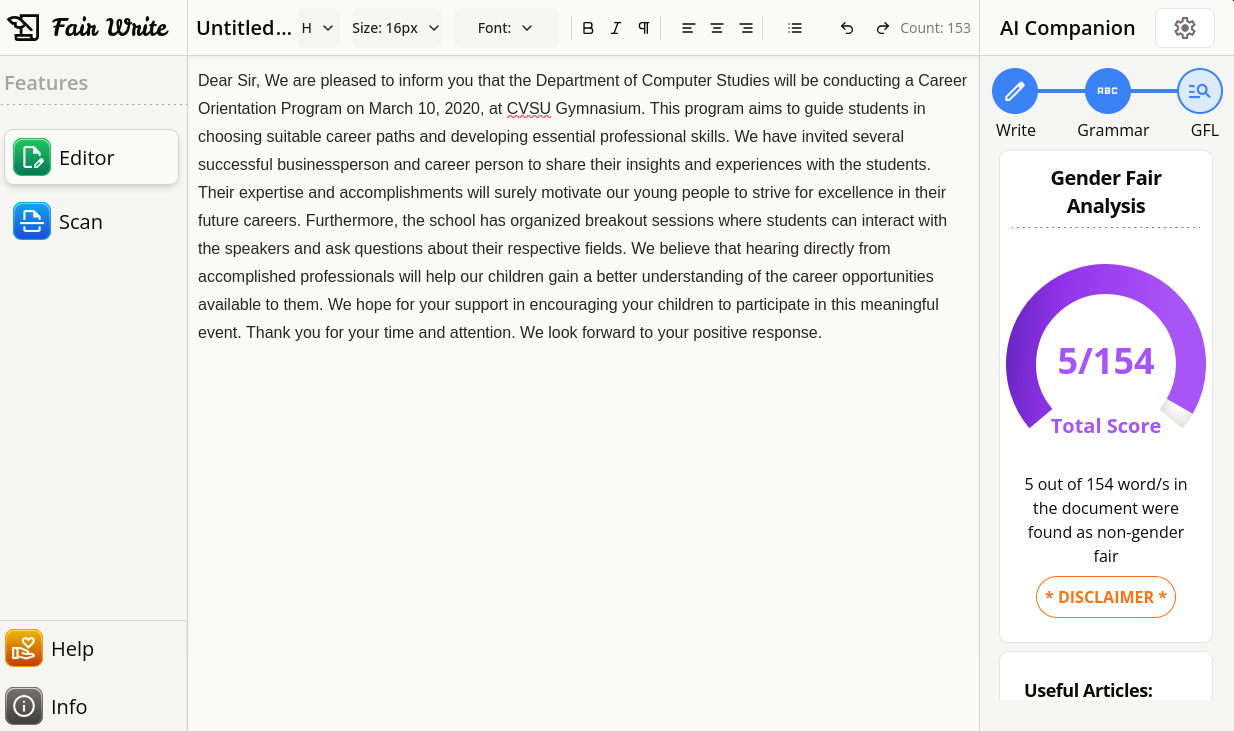 Fair Write
Untitled...
H
Size: 16px
Font:
B
I
¶
Count: 153
AI Companion
Features
Editor
Scan
Help
Info
Dear Sir, We are pleased to inform you that the Department of Computer Studies will be conducting a Career
Orientation Program on March 10, 2020, at CVSU Gymnasium. This program aims to guide students in
choosing suitable career paths and developing essential professional skills. We have invited several
successful businessperson and career person to share their insights and experiences with the students.
Their expertise and accomplishments will surely motivate our young people to strive for excellence in their
future careers. Furthermore, the school has organized breakout sessions where students can interact with
the speakers and ask questions about their respective fields. We believe that hearing directly from
accomplished professionals will help our children gain a better understanding of the career opportunities
available to them. We hope for your support in encouraging your children to participate in this meaningful
event. Thank you for your time and attention. We look forward to your positive response.
ABC
Write
Grammar
GFL
Gender Fair
Analysis
5/154
Total Score
5 out of 154 word/s in
the document were
found as non-gender
fair
* DISCLAIMER *
Useful Articles: